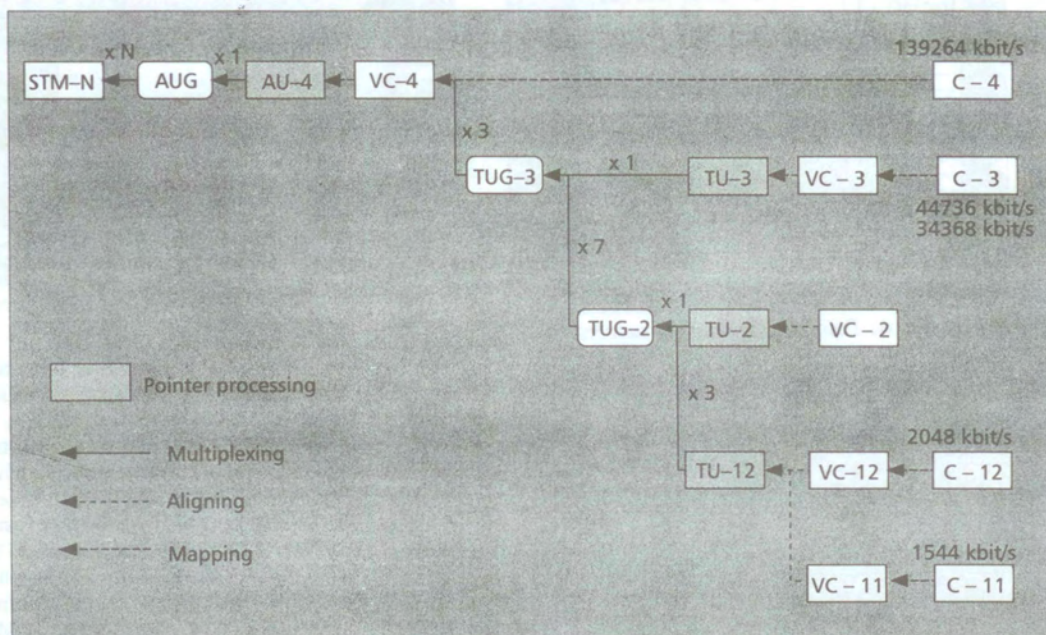 139264 kbit/s
x N
x 1
STM–N
AUG
AU–4
VC–4
C – 4
x 3
x 1
TUG–3
TU–3
VC – 3
C – 3
44736 kbit/s
34368 kbit/s
x 7
x 1
TUG–2
TU–2
VC – 2
Pointer processing
x 3
2048 kbit/s
Multiplexing
TU–12
VC–12
C – 12
Aligning
Mapping
1544 kbit/s
VC – 11
C – 11